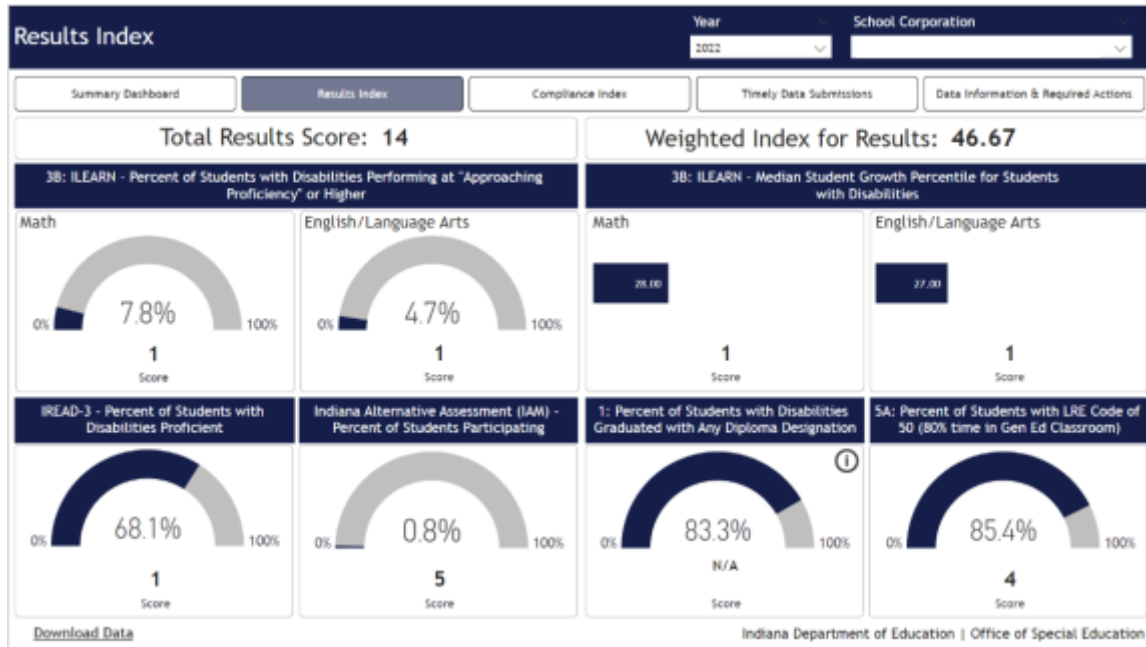 Results Index
Year
School Corporation
2022
Summary Dashboard
Results Index
Compliance Index
Timely Data Submissions
Data Information & Required Actions
Total Results Score: 14
Weighted Index for Results: 46.67
3B: ILEARN - Percent of Students with Disabilities Performing at "Approaching
Proficiency" or Higher
3B: ILEARN - Median Student Growth Percentile for Students
with Disabilities
Math
0%
7.8%
100%
1
Score
English/Language Arts
0%
4.7%
100%
1
Score
Math
28.00
1
Score
English/Language Arts
27.00
1
Score
IREAD-3 - Percent of Students with
Disabilities Proficient
0%
68.1%
100%
1
Score
Indiana Alternative Assessment (IAM) -
Percent of Students Participating
0%
0.8%
100%
5
Score
1: Percent of Students with Disabilities
Graduated with Any Diploma Designation
i
0%
83.3%
100%
N/A
Score
5A: Percent of Students with LRE Code of
50 (80% time in Gen Ed Classroom)
0%
85.4%
100%
4
Score
Download Data
Indiana Department of Education | Office of Special Education